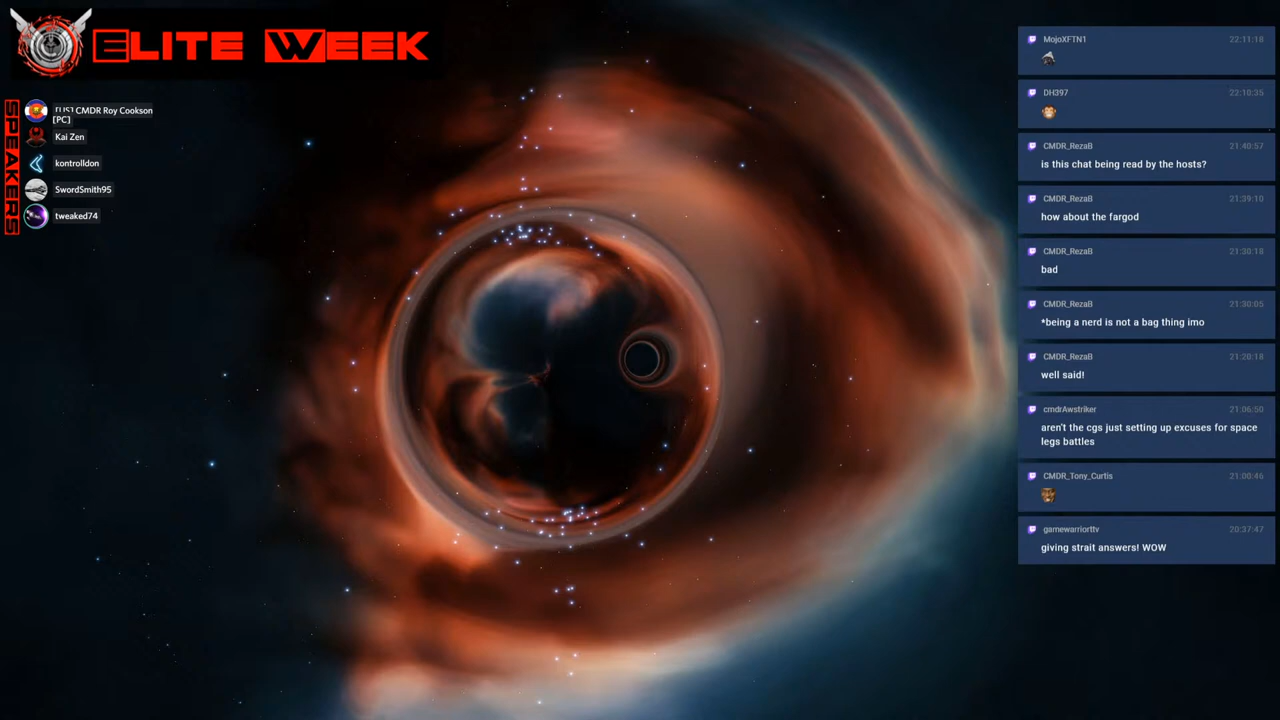 ELITE WEEK
SPEAKERS
[US] CMDR Roy Cookson
[PC]
Kai Zen
kontrolldon
SwordSmith95
tweaked74
MojoXFTN1 22:11:18
DH397 22:10:35
CMDR_RezaB 21:40:57
is this chat being read by the hosts?
CMDR_RezaB 21:39:10
how about the fargod
CMDR_RezaB 21:30:18
bad
CMDR_RezaB 21:30:05
*being a nerd is not a bag thing imo
CMDR_RezaB 21:20:18
well said!
cmdrAwstriker 21:06:50
aren't the cgs just setting up excuses for space
legs battles
CMDR_Tony_Curtis 21:00:46
gamewarriorttv 20:37:47
giving strait answers! WOW